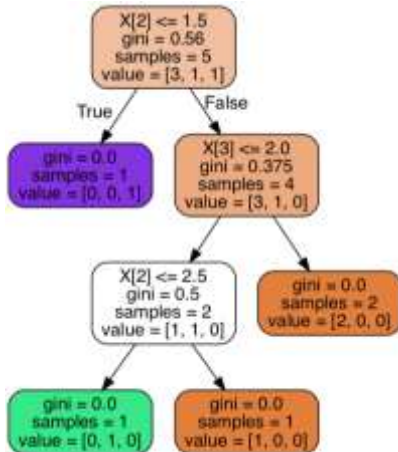 X[2] <= 1.5
gini = 0.56
samples = 5
value = [3, 1, 1]
True
False
gini = 0.0
samples = 1
value = [0, 0, 1]
X[3] <= 2.0
gini = 0.375
samples = 4
value = [3, 1, 0]
X[2] <= 2.5
gini = 0.5
samples = 2
value = [1, 1, 0]
gini = 0.0
samples = 2
value = [2, 0, 0]
gini = 0.0
samples = 1
value = [0, 1, 0]
gini = 0.0
samples = 1
value = [1, 0, 0]